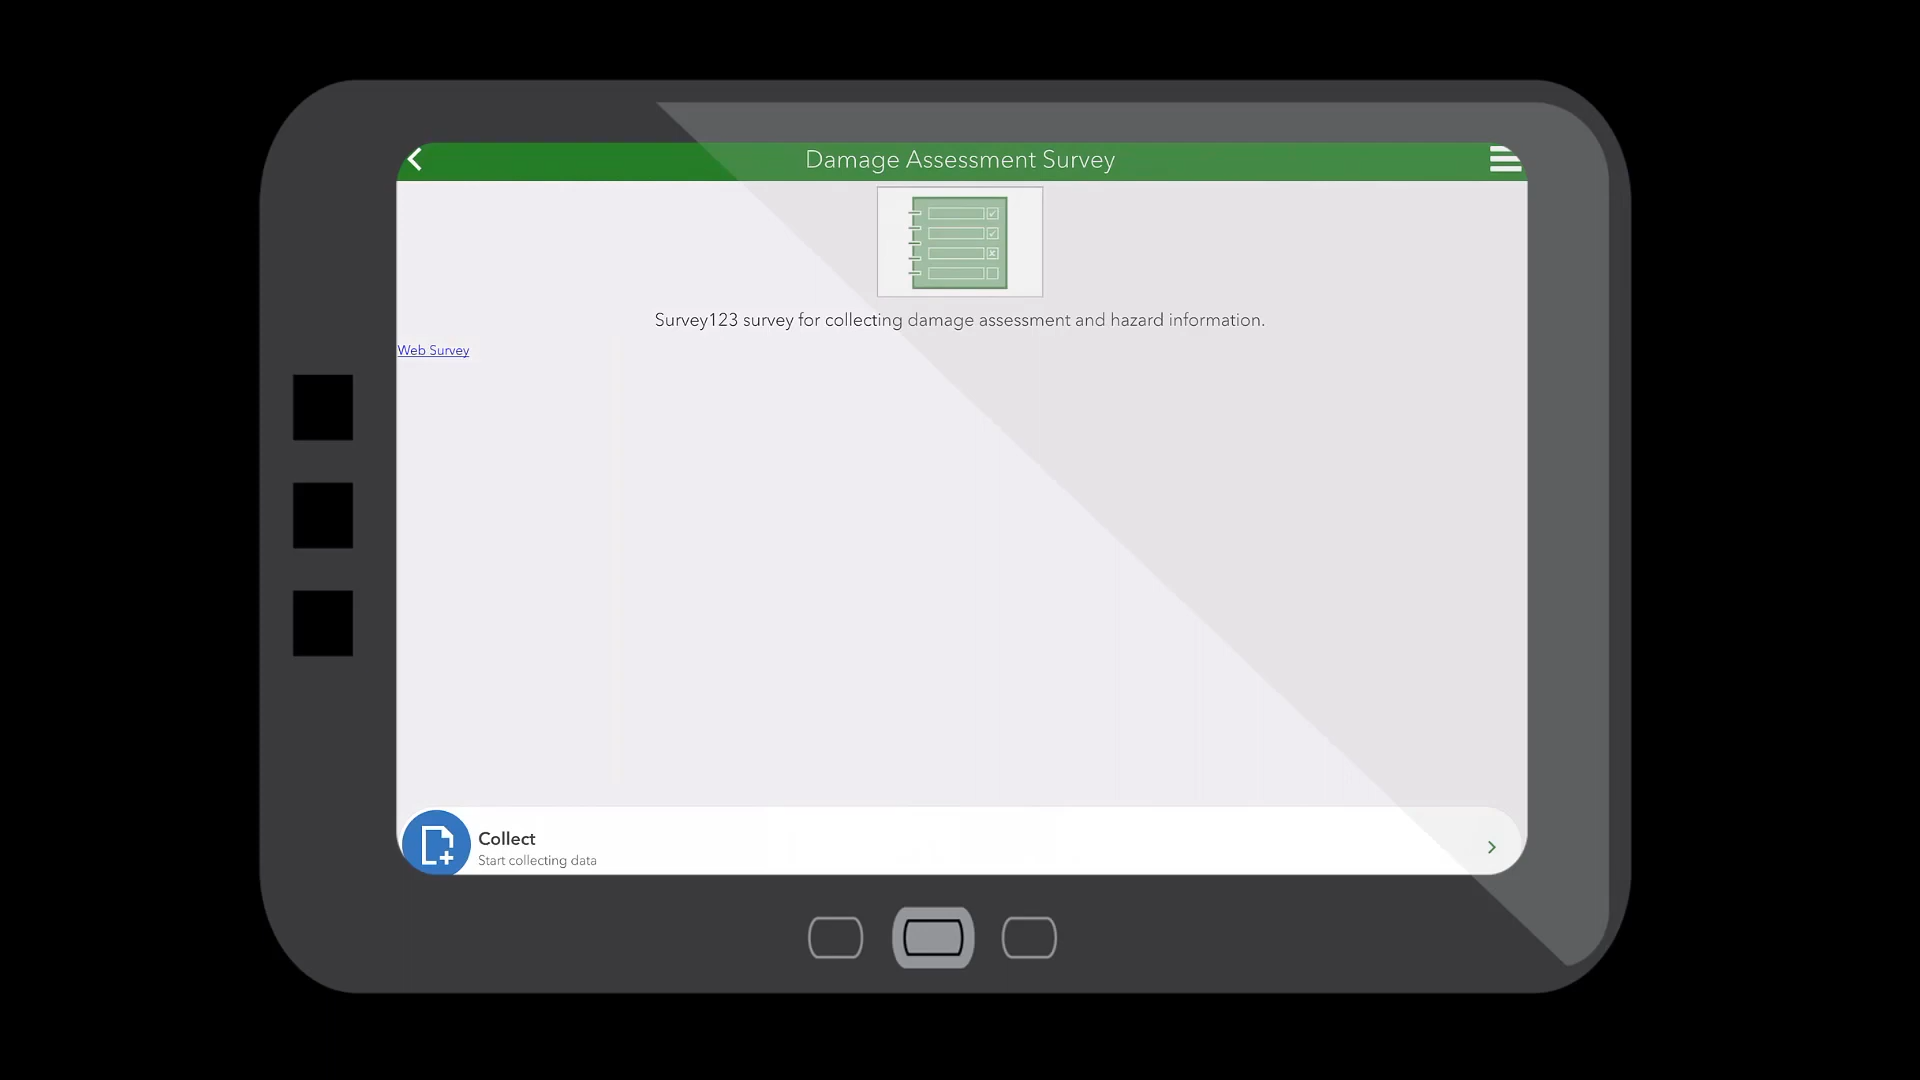 Damage Assessment Survey
Survey123 survey for collecting damage assessment and hazard information.
Web Survey
Collect
Start collecting data